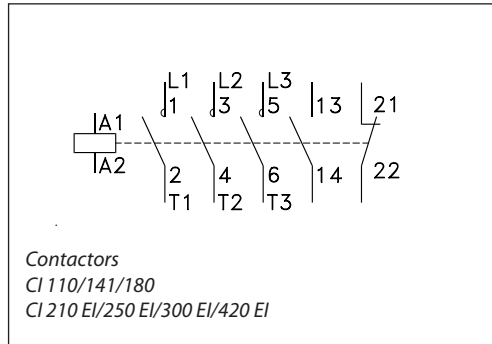 L1 L2 L3
1 3 5 13 21
A1
A2
2 4 6 14 22
T1 T2 T3
Contactors
CI 110/141/180
CI 210 EI/250 EI/300 EI/420 EI